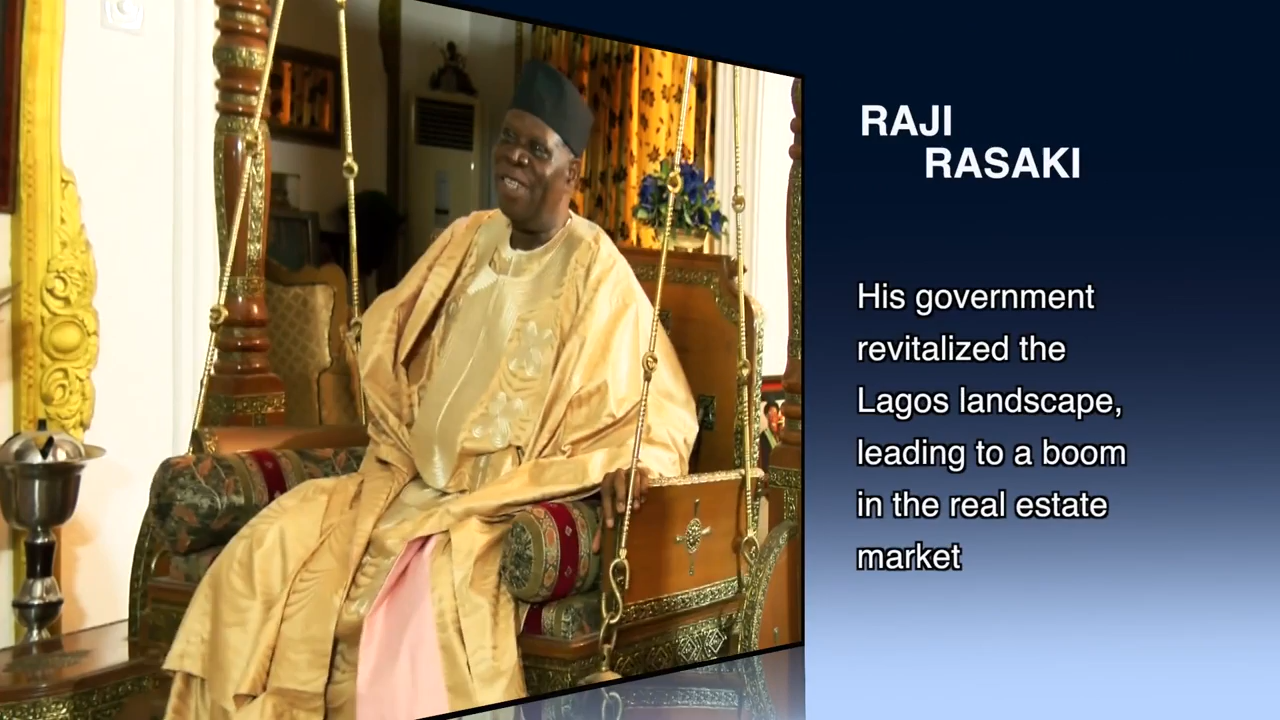 RAJI
RASAKI
His government
revitalized the
Lagos landscape,
leading to a boom
in the real estate
market